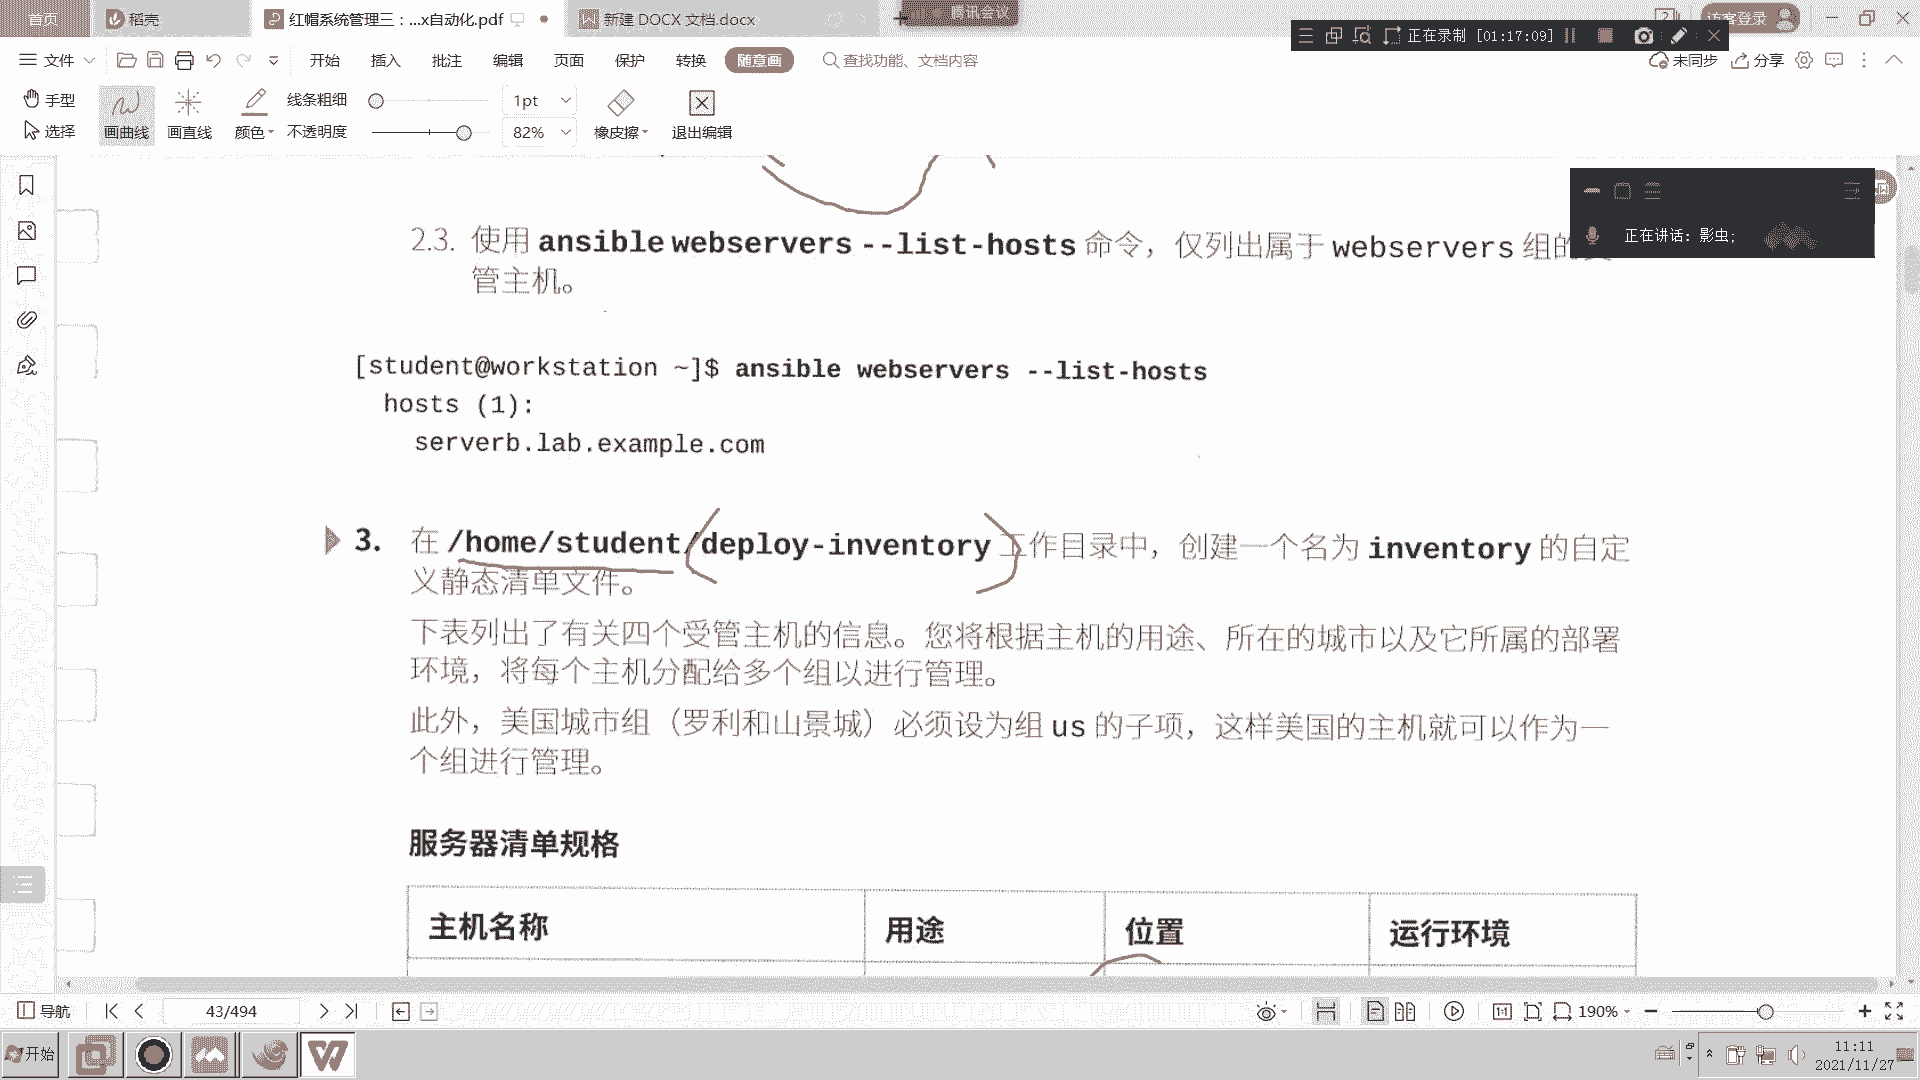 首页
稻壳
红帽系统管理三：...x自动化.pdf
新建 DOCX 文档.docx
腾讯会议
访客登录
正在录制 [01:17:09]
文件
开始
插入
批注
编辑
页面
保护
转换
随意画
查找功能、文档内容
未同步
分享
手型
选择
画曲线
画直线
颜色
线条粗细
不透明度
1pt
82%
橡皮擦
退出编辑
正在讲话：影虫;
2.3. 使用 ansible webservers --list-hosts 命令，仅列出属于 webservers 组的
管主机。
[student@workstation ~]$ ansible webservers --list-hosts
hosts (1):
serverb.lab.example.com
3. 在 /home/student/deploy-inventory 工作目录中，创建一个名为 inventory 的自定
义静态清单文件。
下表列出了有关四个受管主机的信息。您将根据主机的用途、所在的城市以及它所属的部署
环境，将每个主机分配给多个组以进行管理。
此外，美国城市组（罗利和山景城）必须设为组 us 的子项，这样美国的主机就可以作为一
个组进行管理。
服务器清单规格
主机名称
用途
位置
运行环境
导航
43/494
190%
开始
11:11
2021/11/27